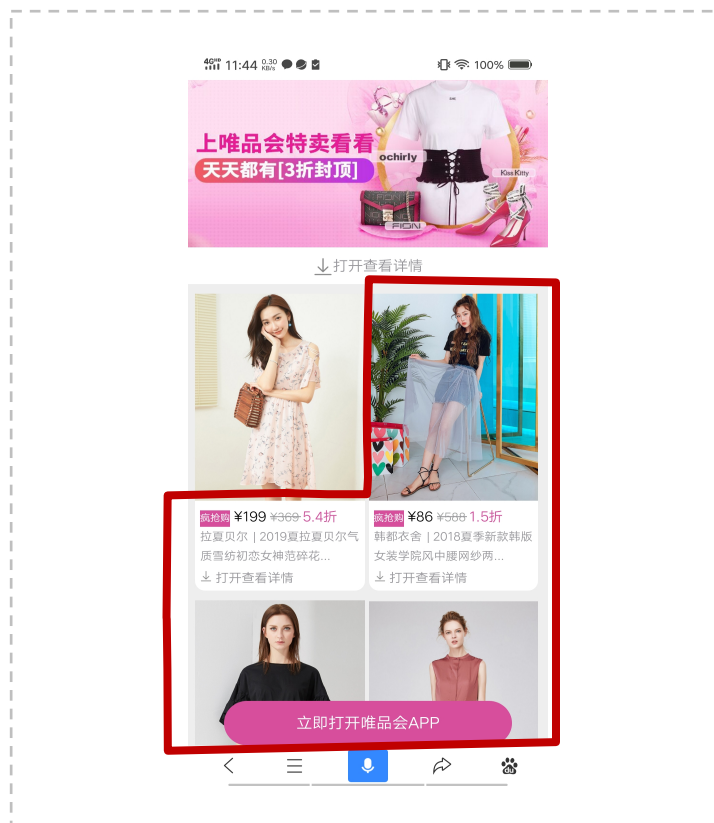 4G HD 11:44 0.30 KB/s 100%
上唯品会特卖看看
天天都有[3折封顶]
ochirly
Kiss Kitty
FION
打开查看详情
疯抢购 ¥199 ¥369 5.4折
拉夏贝尔 | 2019夏拉夏贝尔气
质雪纺初恋女神范碎花...
打开查看详情
疯抢购 ¥86 ¥588 1.5折
韩都衣舍 | 2018夏季新款韩版
女装学院风中腰网纱两...
打开查看详情
立即打开唯品会APP
du